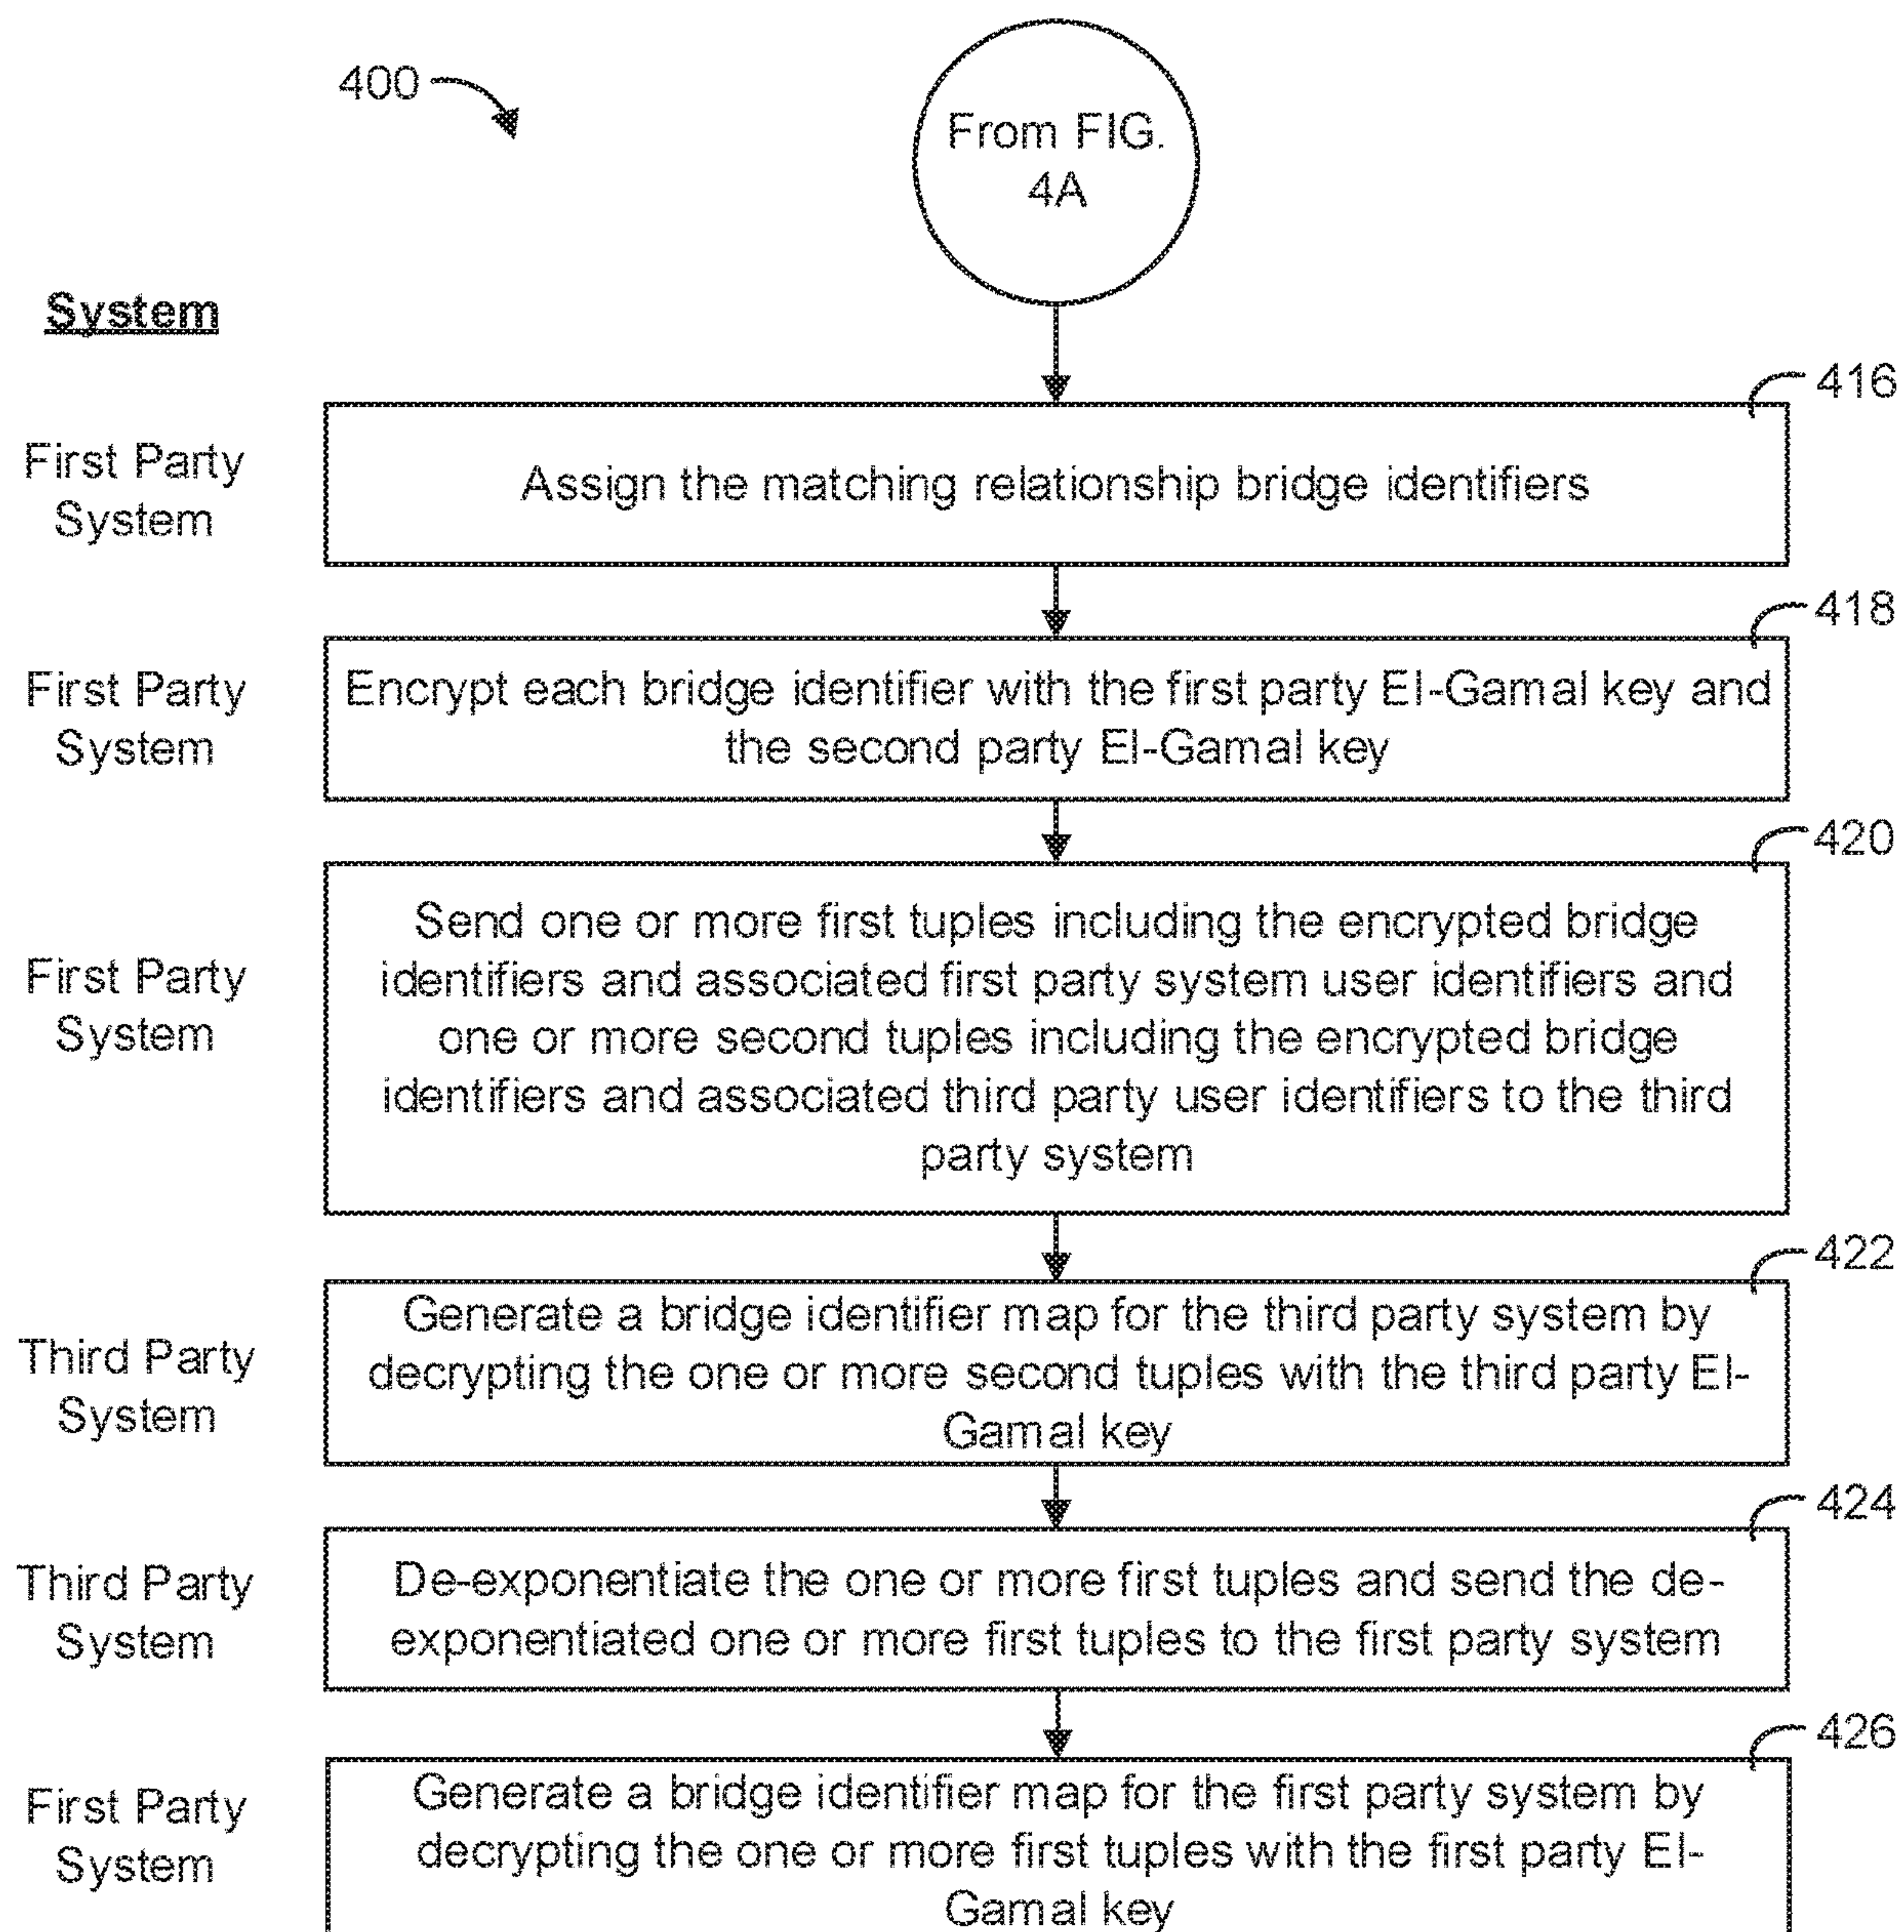 400
From FIG.
4A
System
416
First Party
System
Assign the matching relationship bridge identifiers
418
First Party
System
Encrypt each bridge identifier with the first party El-Gamal key and
the second party El-Gamal key
420
First Party
System
Send one or more first tuples including the encrypted bridge
identifiers and associated first party system user identifiers and
one or more second tuples including the encrypted bridge
identifiers and associated third party user identifiers to the third
party system
422
Third Party
System
Generate a bridge identifier map for the third party system by
decrypting the one or more second tuples with the third party El-
Gamal key
424
Third Party
System
De-exponentiate the one or more first tuples and send the de-
exponentiated one or more first tuples to the first party system
426
First Party
System
Generate a bridge identifier map for the first party system by
decrypting the one or more first tuples with the first party El-
Gamal key